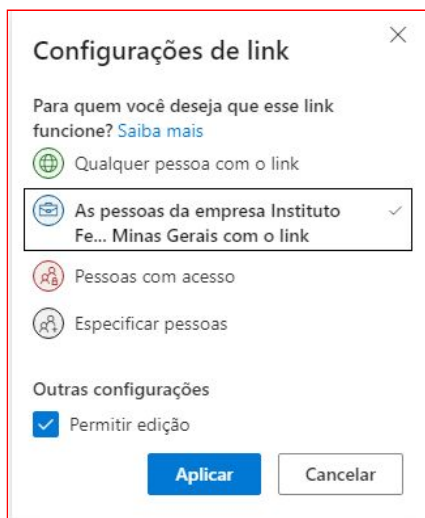 Configurações de link
Para quem você deseja que esse link
funcione? Saiba mais
Qualquer pessoa com o link
As pessoas da empresa Instituto
Fe... Minas Gerais com o link
Pessoas com acesso
Especificar pessoas
Outras configurações
Permitir edição
Aplicar
Cancelar